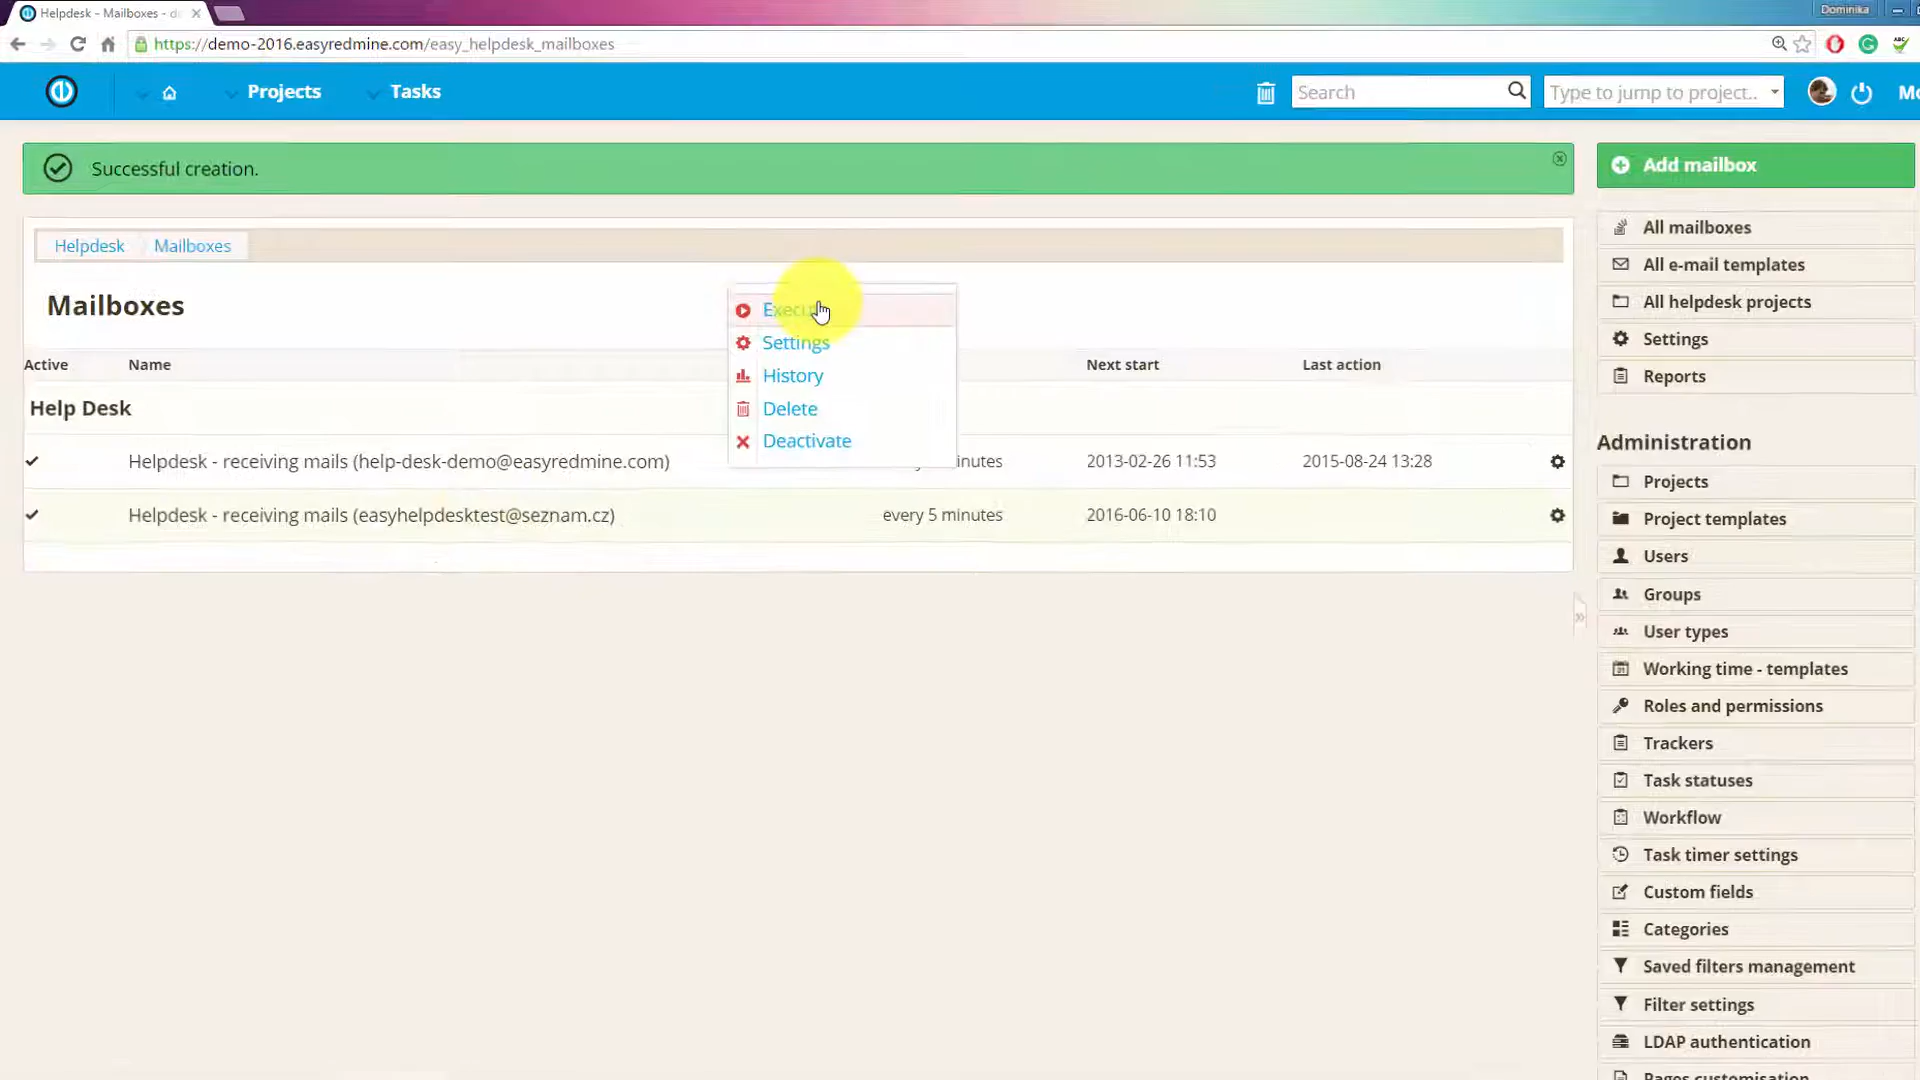 Helpdesk - Mailboxes - d
Dominika
https://demo-2016.easyredmine.com/easy_helpdesk_mailboxes
Projects
Tasks
Search
Type to jump to project..
Successful creation.
Helpdesk
Mailboxes
Mailboxes
Settings
History
Delete
Deactivate
Active
Name
Next start
Last action
Help Desk
Helpdesk - receiving mails (help-desk-demo@easyredmine.com)
2013-02-26 11:53
2015-08-24 13:28
Helpdesk - receiving mails (easyhelpdesktest@seznam.cz)
every 5 minutes
2016-06-10 18:10
Add mailbox
All mailboxes
All e-mail templates
All helpdesk projects
Settings
Reports
Administration
Projects
Project templates
Users
Groups
User types
Working time - templates
Roles and permissions
Trackers
Task statuses
Workflow
Task timer settings
Custom fields
Categories
Saved filters management
Filter settings
LDAP authentication
Pages customisation